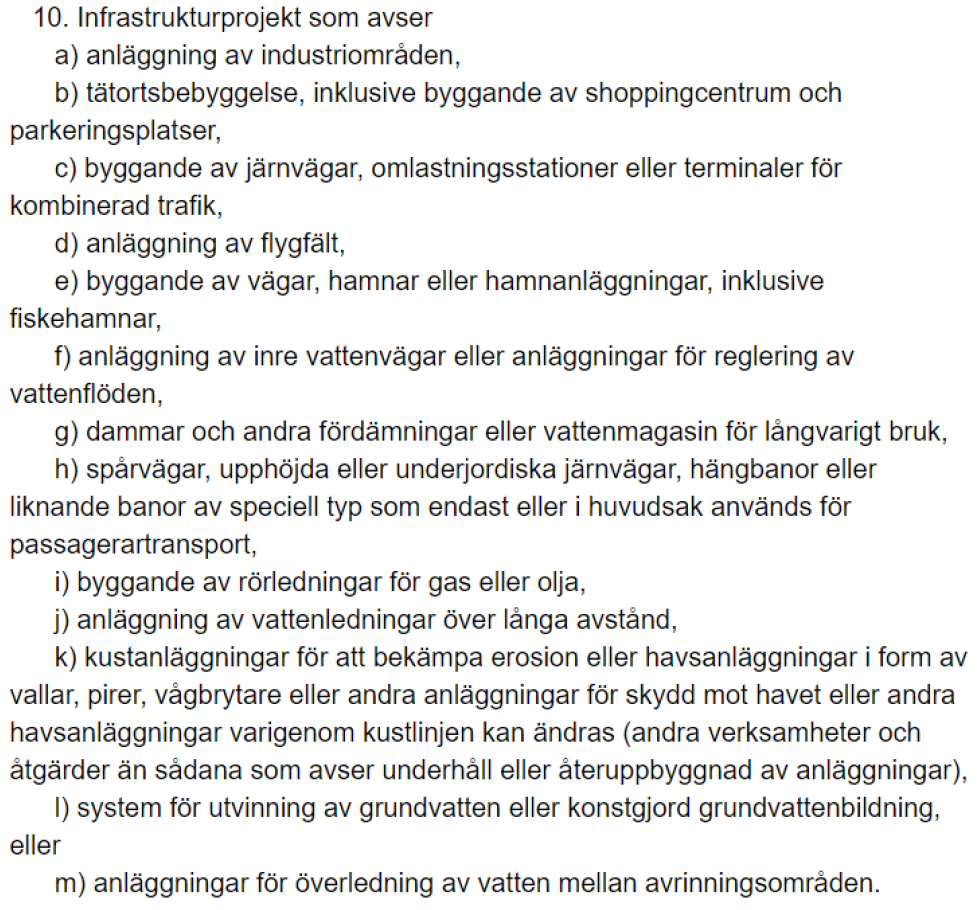 10. Infrastrukturprojekt som avser
a) anläggning av industriområden,
b) tätortsbebyggelse, inklusive byggande av shoppingcentrum och
parkeringsplatser,
c) byggande av järnvägar, omlastningsstationer eller terminaler för
kombinerad trafik,
d) anläggning av flygfält,
e) byggande av vägar, hamnar eller hamnanläggningar, inklusive
fiskehamnar,
f) anläggning av inre vattenvägar eller anläggningar för reglering av
vattenflöden,
g) dammar och andra fördämningar eller vattenmagasin för långvarigt bruk,
h) spårvägar, upphöjda eller underjordiska järnvägar, hängbanor eller
liknande banor av speciell typ som endast eller i huvudsak används för
passagerartransport,
i) byggande av rörledningar för gas eller olja,
j) anläggning av vattenledningar över långa avstånd,
k) kustanläggningar för att bekämpa erosion eller havsanläggningar i form av
vallar, pirer, vågbrytare eller andra anläggningar för skydd mot havet eller andra
havsanläggningar varigenom kustlinjen kan ändras (andra verksamheter och
åtgärder än sådana som avser underhåll eller återuppbyggnad av anläggningar),
l) system för utvinning av grundvatten eller konstgjord grundvattenbildning,
eller
m) anläggningar för överledning av vatten mellan avrinningsområden.